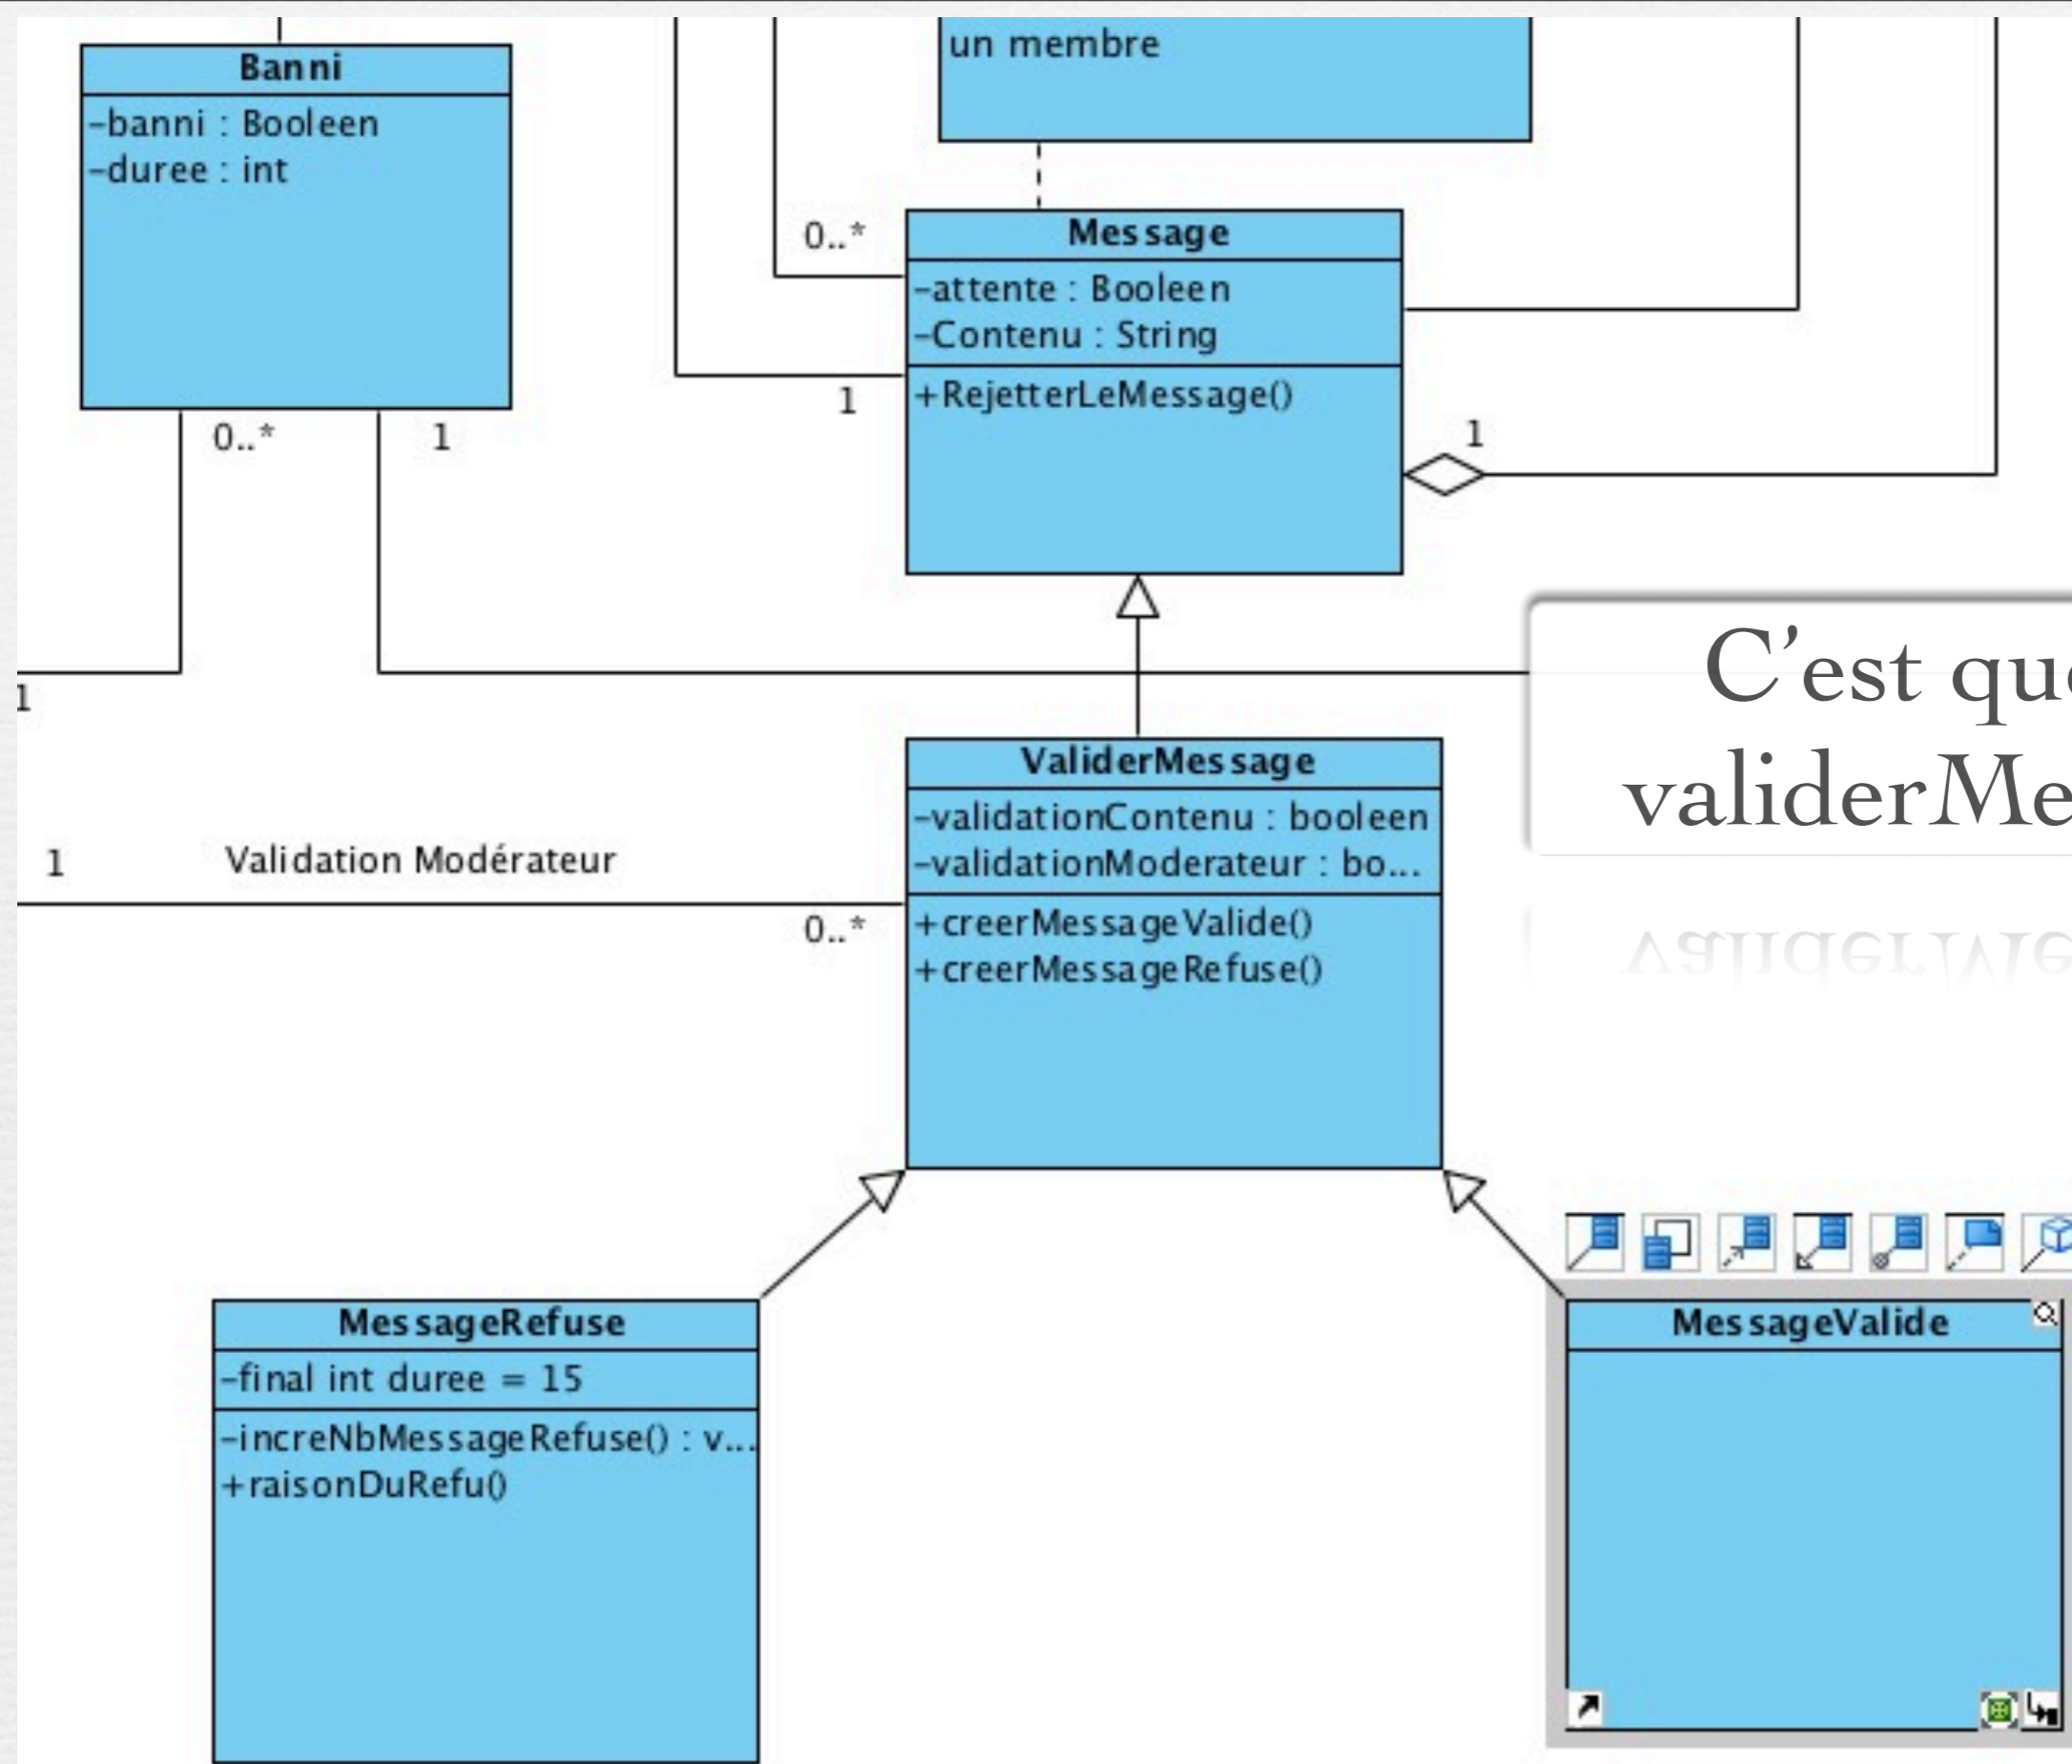 un membre
Banni
-banni : Booleen
-duree : int
0..*
1
1
0..*
1
Message
-attente : Booleen
-Contenu : String
+RejetterLeMessage()
1
C'est
Validation Modérateur
1
0..*
ValiderMessage
-validationContenu : booleen
-validationModerateur : bo...
+creerMessageValide()
+creerMessageRefuse()
MessageRefuse
-final int duree = 15
-increNbMessageRefuse() : v...
+raisonDuRefu()
MessageValide